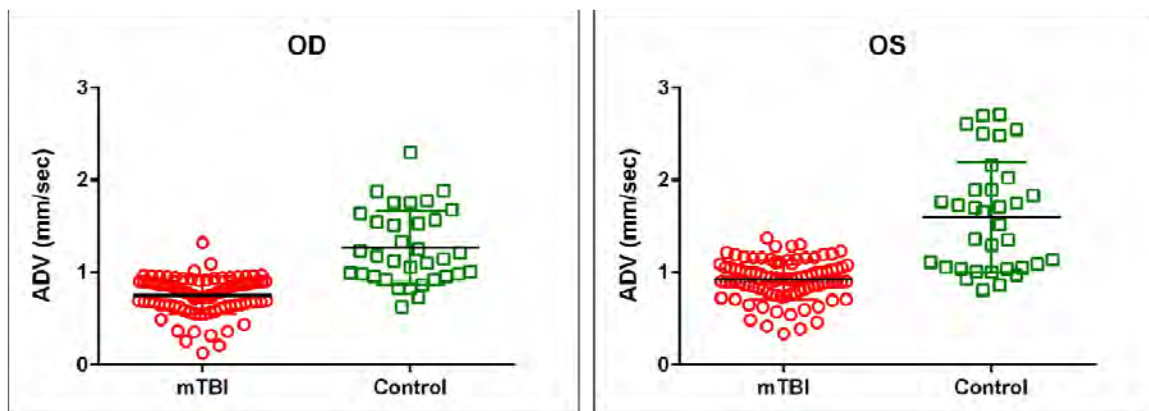 OD
ADV (mm/sec)
3
2
1
0
mTBI
Control
OS
ADV (mm/sec)
3
2
1
0
mTBI
Control